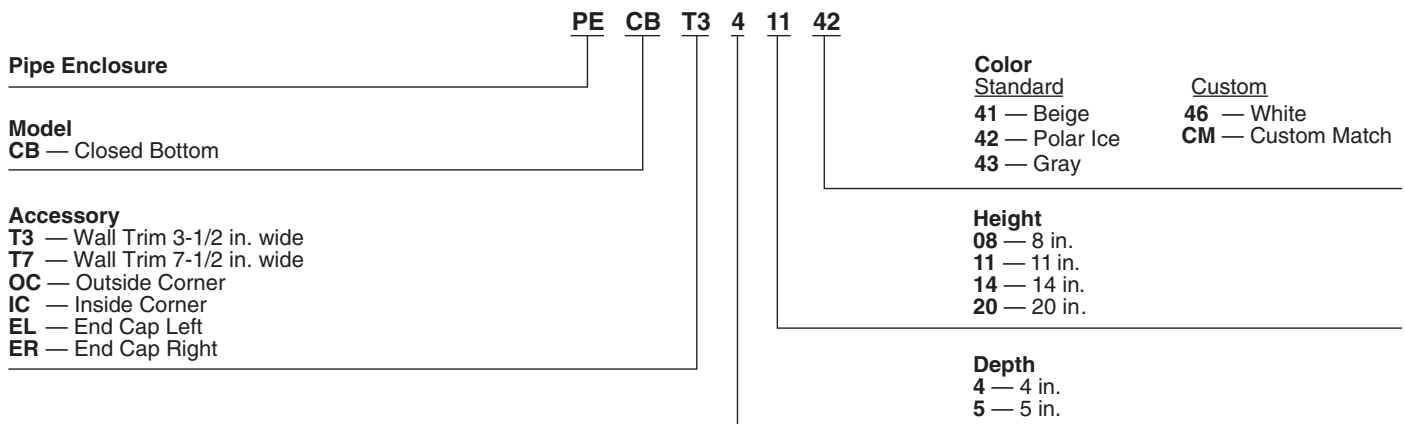 PE CB T3 4 11 42
Pipe Enclosure
Model
CB — Closed Bottom
Accessory
T3 — Wall Trim 3-1/2 in. wide
T7 — Wall Trim 7-1/2 in. wide
OC — Outside Corner
IC — Inside Corner
EL — End Cap Left
ER — End Cap Right
Color
Standard Custom
41 — Beige 46 — White
42 — Polar Ice CM — Custom Match
43 — Gray
Height
08 — 8 in.
11 — 11 in.
14 — 14 in.
20 — 20 in.
Depth
4 — 4 in.
5 — 5 in.